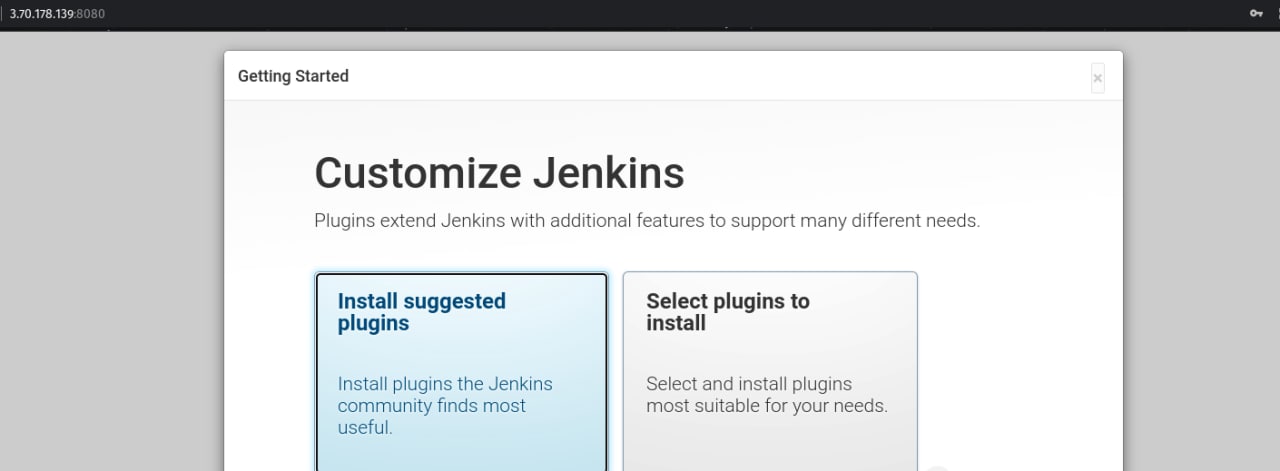 3.70.178.139:8080
Getting Started
×
Customize Jenkins
Plugins extend Jenkins with additional features to support many different needs.
Install suggested
plugins
Install plugins the Jenkins
community finds most
useful.
Select plugins to
install
Select and install plugins
most suitable for your needs.